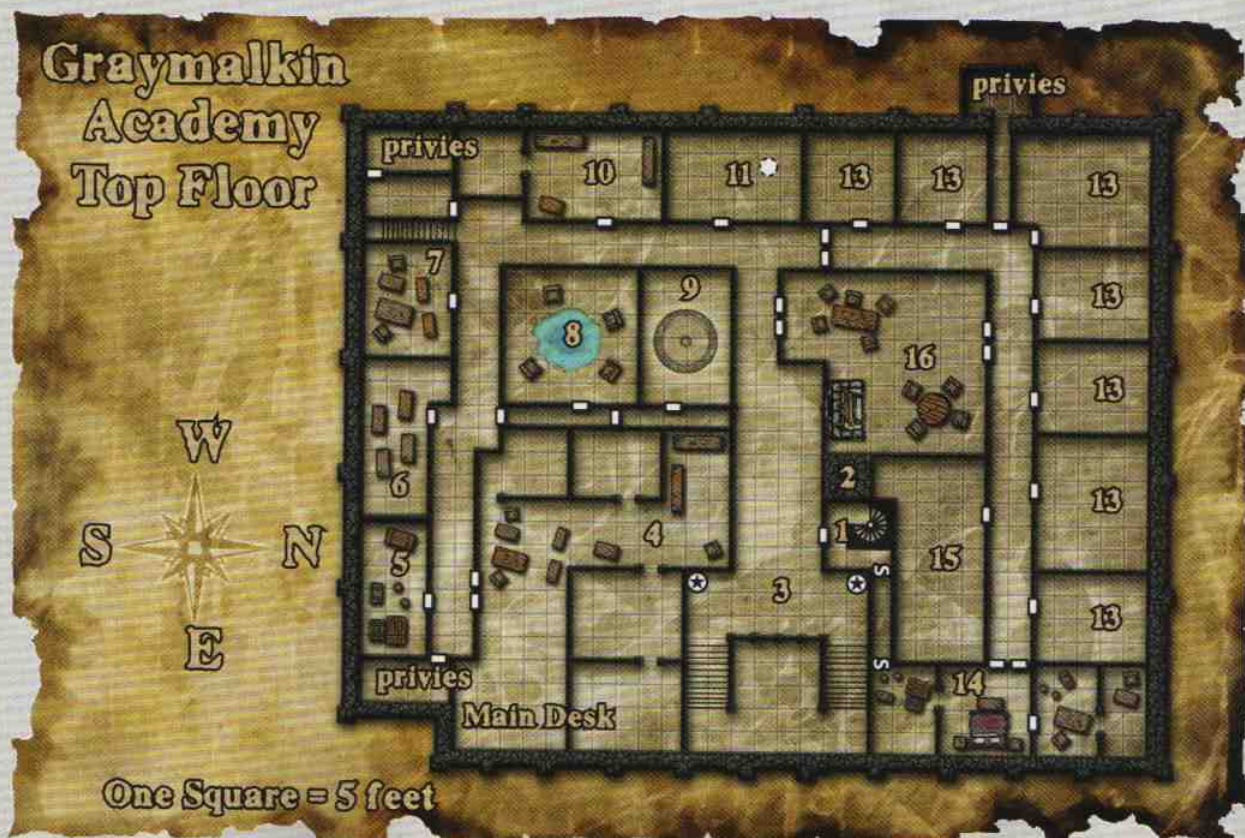 Graymalkin
Academy
Top Floor
privies
privies
10
11
13
13
13
7
8
9
13
16
13
6
2
13
5
4
1
15
3
S
13
S
14
privies
Main Desk
W
S N
E
One Square = 5 feet